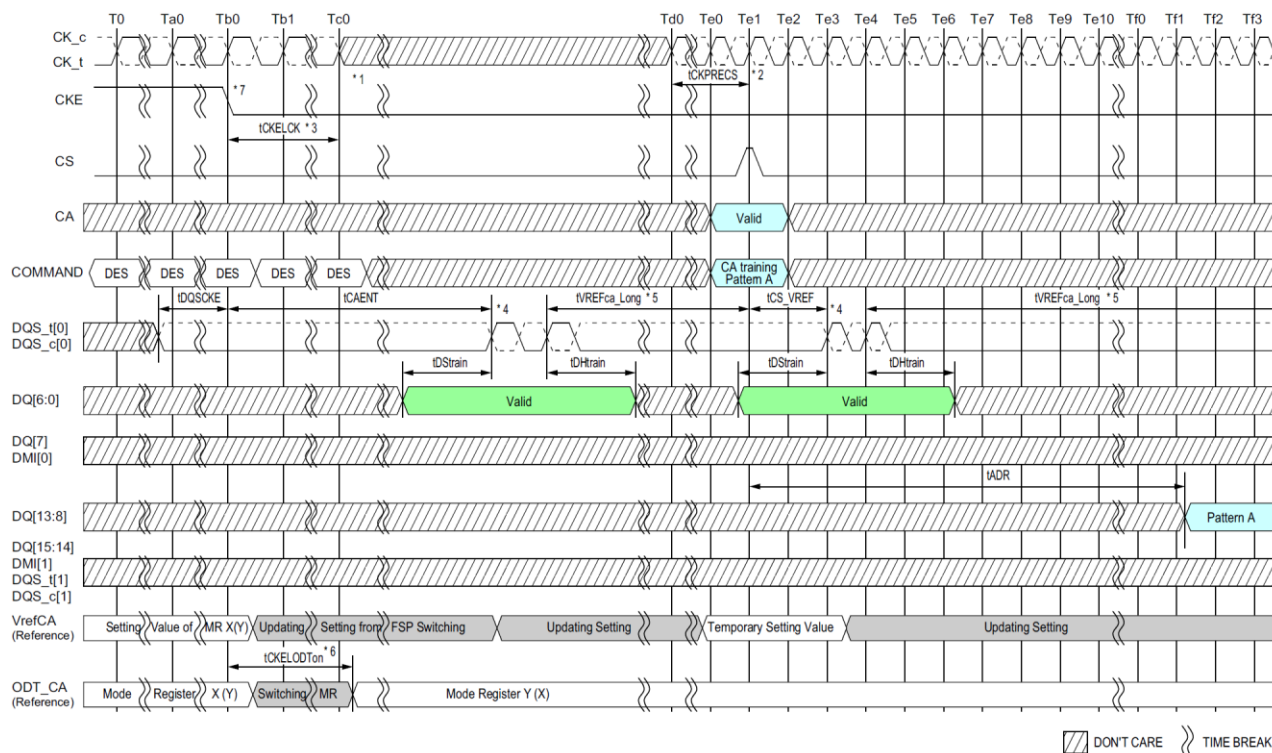 T0 Ta0 Tb0 Tb1 Tc0 Td0 Te0 Te1 Te2 Te3 Te4 Te5 Te6 Te7 Te8 Te9 Te10 Tf0 Tf1 Tf2 Tf3
CK_c
CK_t
* 1
tCKPRECS * 2
CKE
* 7
tCKELCK * 3
CS
CA
Valid
COMMAND
DES DES DES DES DES
CA training
Pattern A
tDQSCKE tCAENT * 4 tVREFca_Long * 5 tCS_VREF * 4 tVREFca_Long * 5
DQS_t[0]
DQS_c[0]
tDStrain tDHtrain tDStrain tDHtrain
DQ[6:0]
Valid Valid
DQ[7]
DMI[0]
tADR
DQ[13:8]
Pattern A
DQ[15:14]
DMI[1]
DQS_t[1]
DQS_c[1]
VrefCA
(Reference)
Setting Value of MR X(Y) Updating Setting from FSP Switching Updating Setting Temporary Setting Value Updating Setting
tCKELODTon * 6
ODT_CA
(Reference)
Mode Register X (Y) Switching MR Mode Register Y (X)
DON'T CARE TIME BREAK